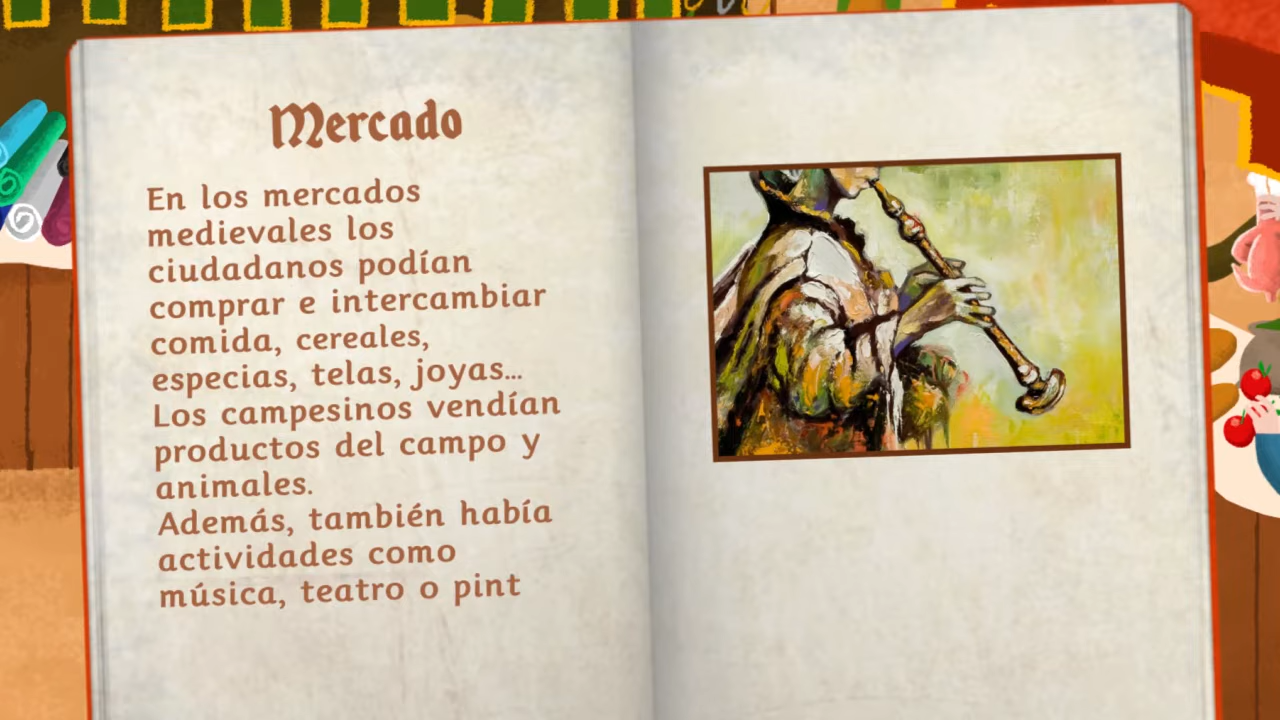 Mercado
En los mercados
medievales los
ciudadanos podían
comprar e intercambiar
comida, cereales,
especias, telas, joyas...
Los campesinos vendían
productos del campo y
animales.
Además, también había
actividades como
música, teatro o pint